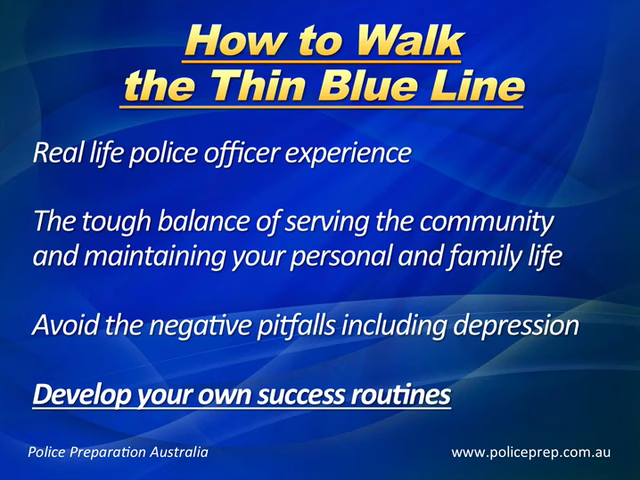 How to Walk
the Thin Blue Line
Real life police officer experience
The tough balance of serving the community
and maintaining your personal and family life
Avoid the negative pitfalls including depression
Develop your own success routines
Police Preparation Australia
www.policeprep.com.au